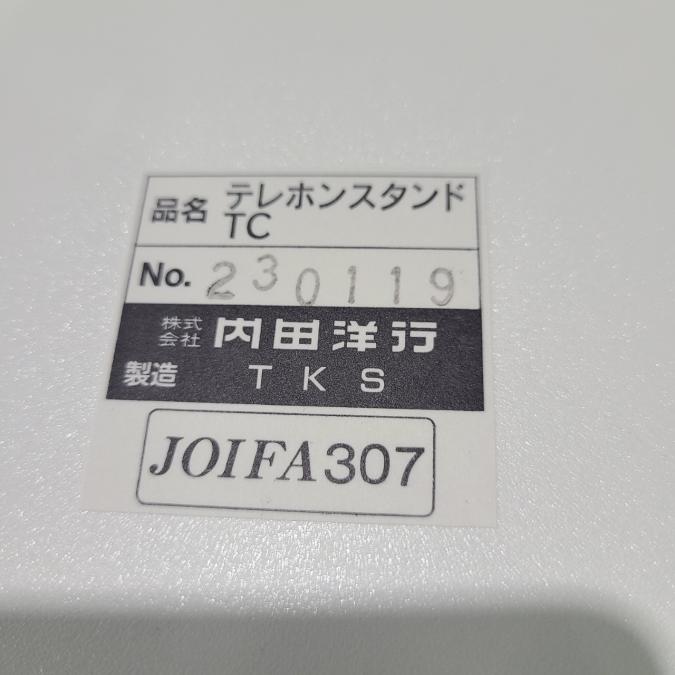 品名 テレホンスタンド
TC
No. 230119
株式会社 内田洋行
製造 TKS
JOIFA307